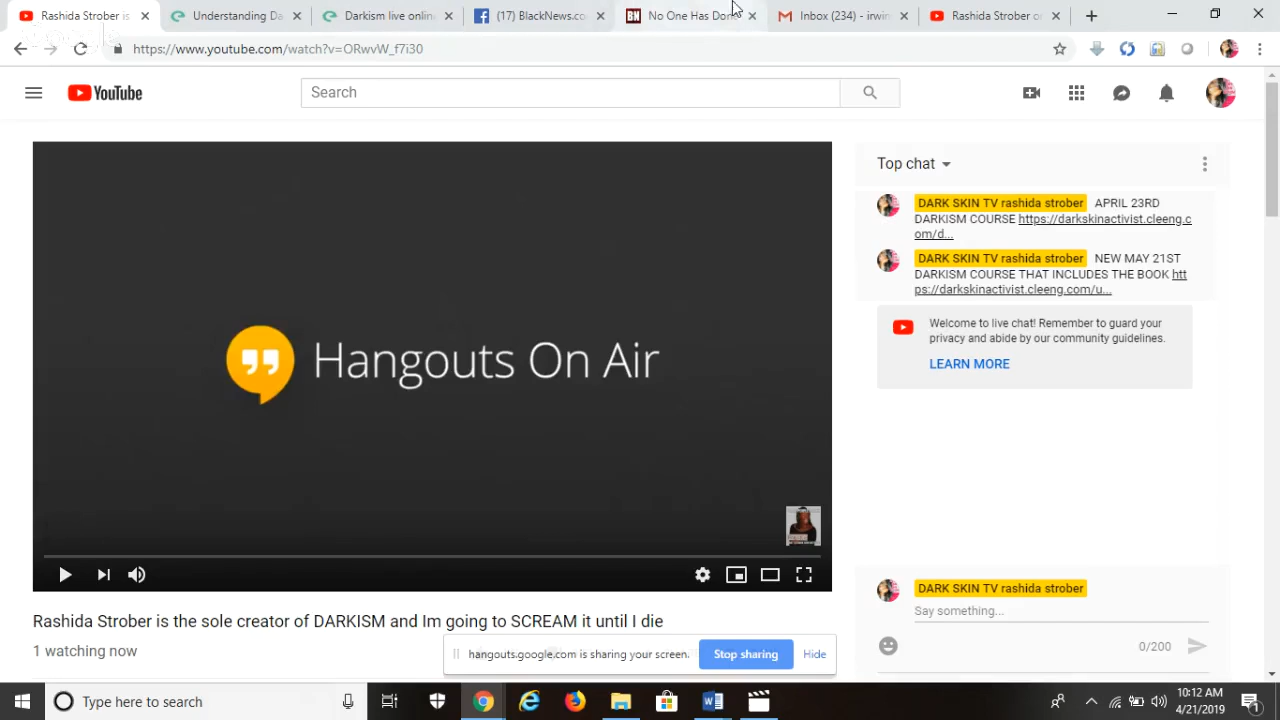 Rashida Strober is
Understanding Da
Darkism live onlin
(17) BlackNews.co
No One Has Do
Inbox (234) - irwin
Rashida Strober or
https://www.youtube.com/watch?v=ORwvW_f7i30
YouTube
Search
Hangouts On Air
Top chat
DARK SKIN TV rashida strober APRIL 23RD
DARKISM COURSE https://darkskinactivist.cleeng.c
om/d...
DARK SKIN TV rashida strober NEW MAY 21ST
DARKISM COURSE THAT INCLUDES THE BOOK htt
ps://darkskinactivist.cleeng.com/u...
Welcome to live chat! Remember to guard your
privacy and abide by our community guidelines.
LEARN MORE
DARK SKIN TV rashida strober
Say something...
0/200
Rashida Strober is the sole creator of DARKISM and Im going to SCREAM it until I die
1 watching now
hangouts.google.com is sharing your screen.
Stop sharing
Hide
Type here to search
10:12 AM
4/21/2019